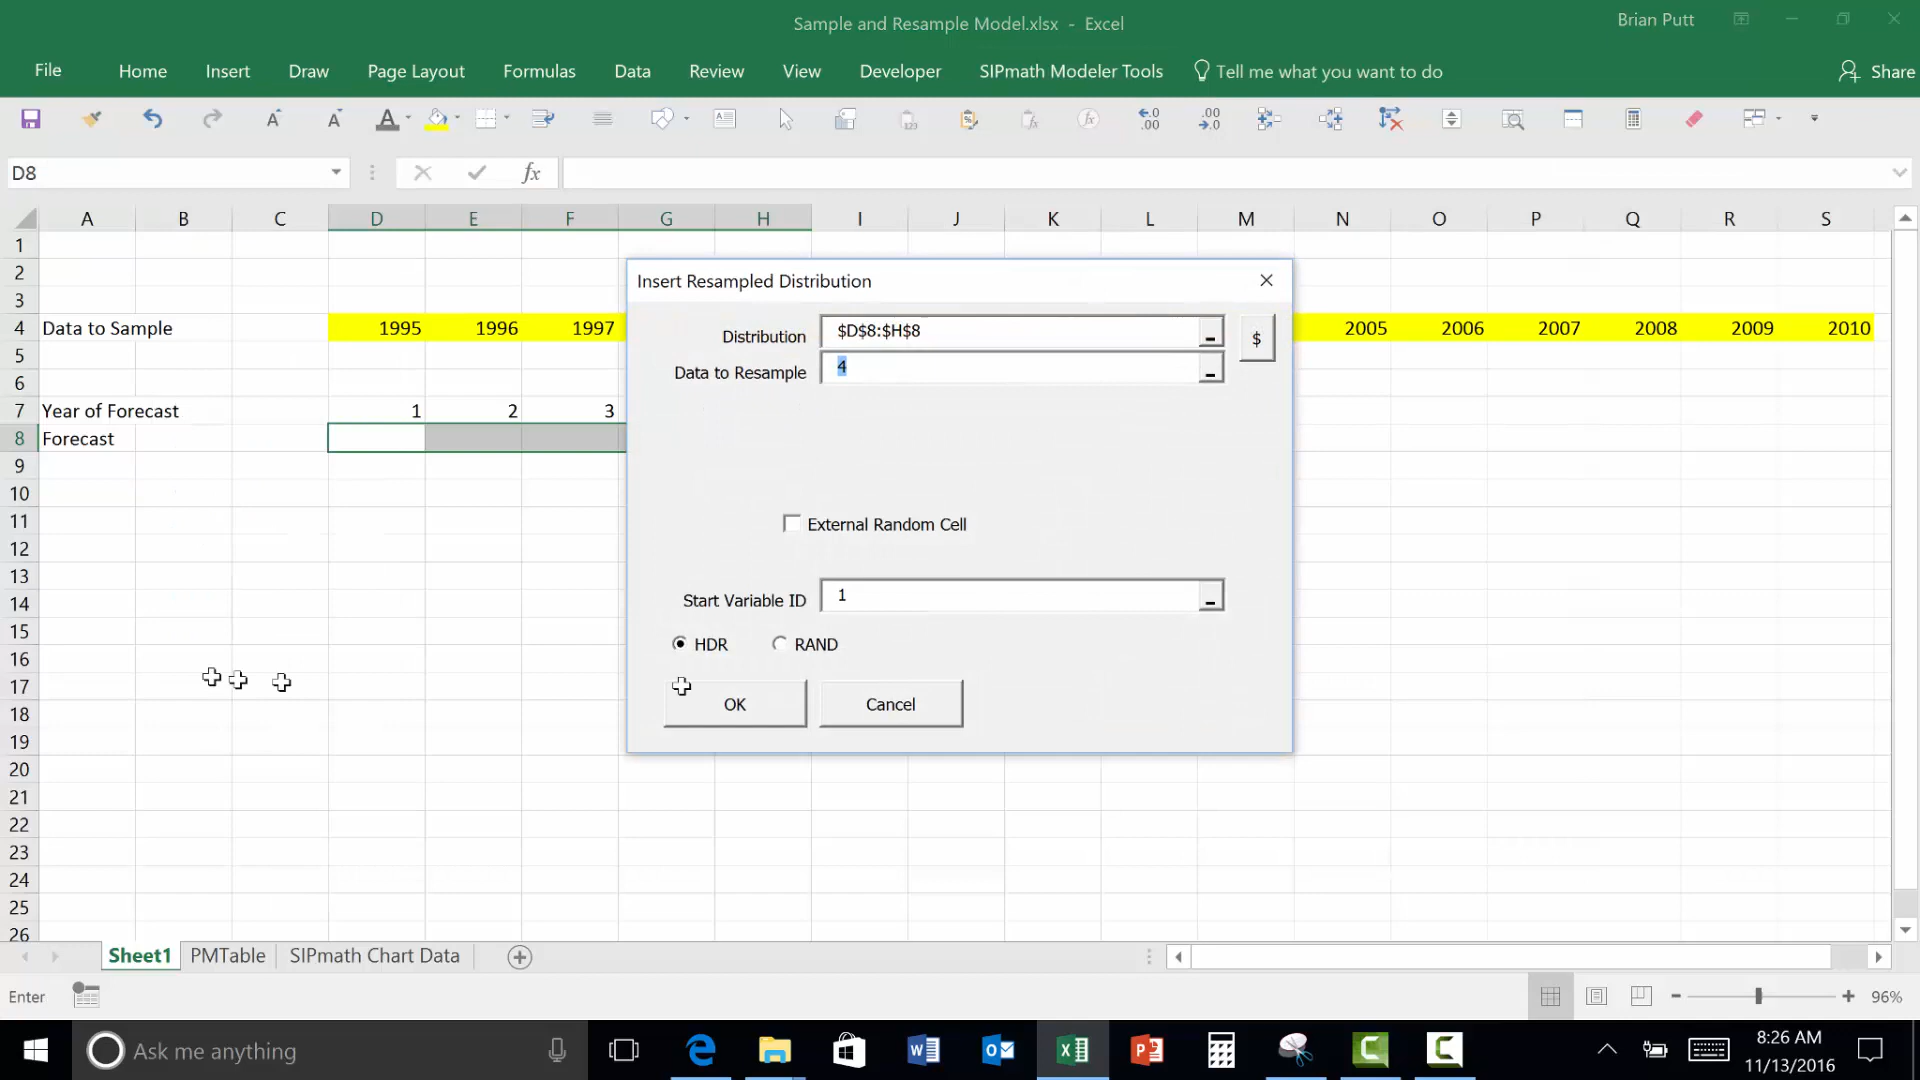 Sample and Resample Model.xlsx - Excel
Brian Putt
File Home Insert Draw Page Layout Formulas Data Review View Developer SIPmath Modeler Tools Tell me what you want to do Share
D8 fx
A B C D E F G H I J K L M N O P Q R S
1
2
3
4 Data to Sample 1995 1996 1997 2005 2006 2007 2008 2009 2010
5
6
7 Year of Forecast 1 2 3
8 Forecast
9
10
11
12
13
14
15
16
17
18
19
20
21
22
23
24
25
26
Insert Resampled Distribution
Distribution $D$8:$H$8 $
Data to Resample 4
External Random Cell
Start Variable ID 1
HDR RAND
OK Cancel
Sheet1 PMTable SIPmath Chart Data
Enter 96%
Ask me anything
8:26 AM
11/13/2016